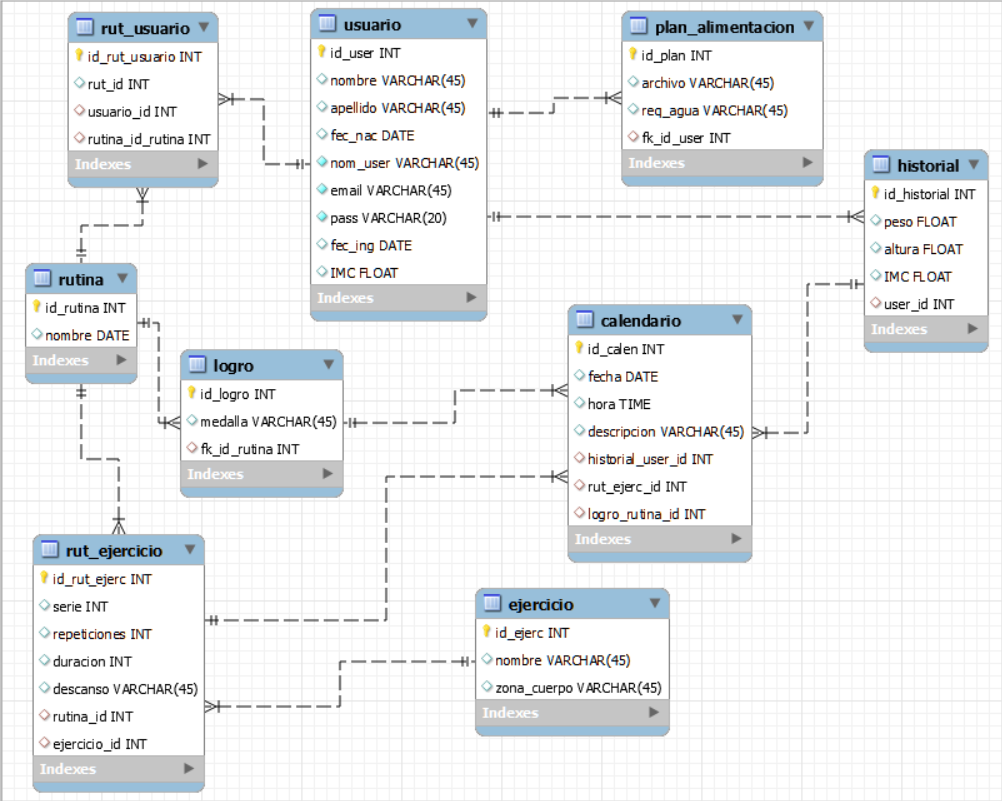 rut_usuario
id_rut_usuario INT
rut_id INT
usuario_id INT
rutina_id_rutina INT
Indexes
usuario
id_user INT
nombre VARCHAR(45)
apellido VARCHAR(45)
fec_nac DATE
nom_user VARCHAR(45)
email VARCHAR(45)
pass VARCHAR(20)
fec_ing DATE
IMC FLOAT
Indexes
plan_alimentacion
id_plan INT
archivo VARCHAR(45)
req_agua VARCHAR(45)
fk_id_user INT
Indexes
historial
id_historial INT
peso FLOAT
altura FLOAT
IMC FLOAT
user_id INT
Indexes
rutina
id_rutina INT
nombre DATE
Indexes
logro
id_logro INT
medalla VARCHAR(45)
fk_id_rutina INT
Indexes
calendario
id_calen INT
fecha DATE
hora TIME
descripcion VARCHAR(45)
historial_user_id INT
rut_ejerc_id INT
logro_rutina_id INT
Indexes
rut_ejercicio
id_rut_ejerc INT
serie INT
repeticiones INT
duracion INT
descanso VARCHAR(45)
rutina_id INT
ejercicio_id INT
Indexes
ejercicio
id_ejerc INT
nombre VARCHAR(45)
zona_cuerpo VARCHAR(45)
Indexes